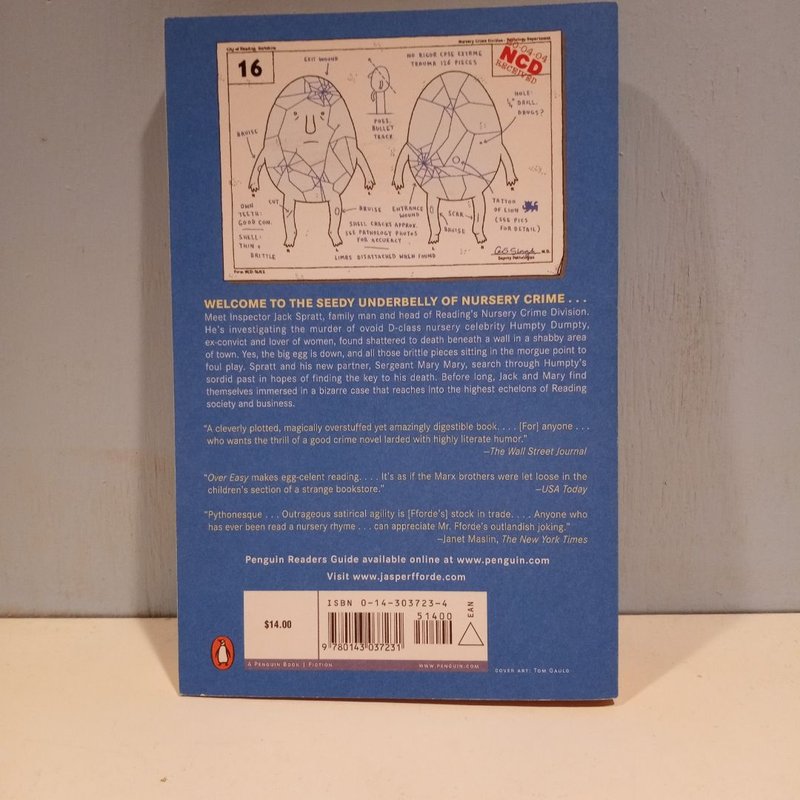 City of Reading, Berkshire
Nursery Crime Division - Pathology Department
16
EXIT WOUND
NO RIGOR CASE EXTREME
TRAUMA 126 PIECES
04-04
NCD
RECEIVED
POSS.
BULLET
TRACK
HOLE:
¼" DRILL.
DRUGS?
BRUISE
OWN
TEETH:
GOOD CON.
SHELL:
THIN &
BRITTLE
CUT
BRUISE
ENTRANCE
WOUND
SHELL CRACKS APPROX.
SEE PATHOLOGY PHOTOS
FOR ACCURACY
LIMBS DISATTACHED WHEN FOUND
SCAR
BRUISE
TATTOO
OF LION
(SEE PICS
FOR DETAIL)
M.D.
Deputy Pathologist
R
L
L
R
WELCOME TO THE SEEDY UNDERBELLY OF NURSERY CRIME . . .
Meet Inspector Jack Spratt, family man and head of Reading's Nursery Crime Division.
He's investigating the murder of ovoid D-class nursery celebrity Humpty Dumpty,
ex-convict and lover of women, found shattered to death beneath a wall in a shabby area
of town. Yes, the big egg is down, and all those brittle pieces sitting in the morgue point to
foul play. Spratt and his new partner, Sergeant Mary Mary, search through Humpty's
sordid past in hopes of finding the key to his death. Before long, Jack and Mary find
themselves immersed in a bizarre case that reaches into the highest echelons of Reading
society and business.
"A cleverly plotted, magically overstuffed yet amazingly digestible book. . . . [For] anyone . . .
who wants the thrill of a good crime novel larded with highly literate humor."
—The Wall Street Journal
"Over Easy makes egg-celent reading. . . . It's as if the Marx brothers were let loose in the
children's section of a strange bookstore."
—USA Today
"Pythonesque . . . Outrageous satirical agility is [Fforde's] stock in trade. . . . Anyone who
has ever been read a nursery rhyme . . . can appreciate Mr. Fforde's outlandish joking."
—Janet Maslin, The New York Times
Penguin Readers Guide available online at www.penguin.com
Visit www.jasperfforde.com
$14.00
ISBN 0-14-303723-4
51400
EAN
9 780143 037231
A PENGUIN BOOK | FICTION
WWW.PENGUIN.COM
COVER ART: TOM GAULD